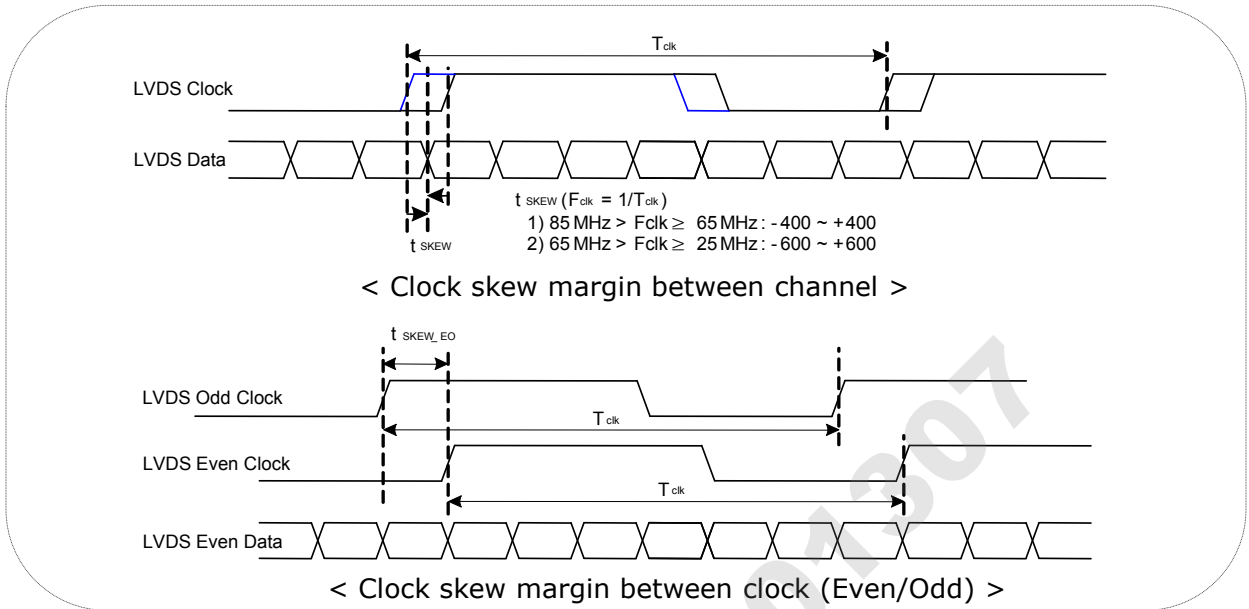 Tclk
LVDS Clock
LVDS Data
t SKEW (Fclk = 1/Tclk)
1) 85 MHz > Fclk ≥ 65 MHz : -400 ~ +400
2) 65 MHz > Fclk ≥ 25 MHz : -600 ~ +600
t SKEW
< Clock skew margin between channel >
t SKEW_EO
LVDS Odd Clock
Tclk
LVDS Even Clock
Tclk
LVDS Even Data
< Clock skew margin between clock (Even/Odd) >
01307